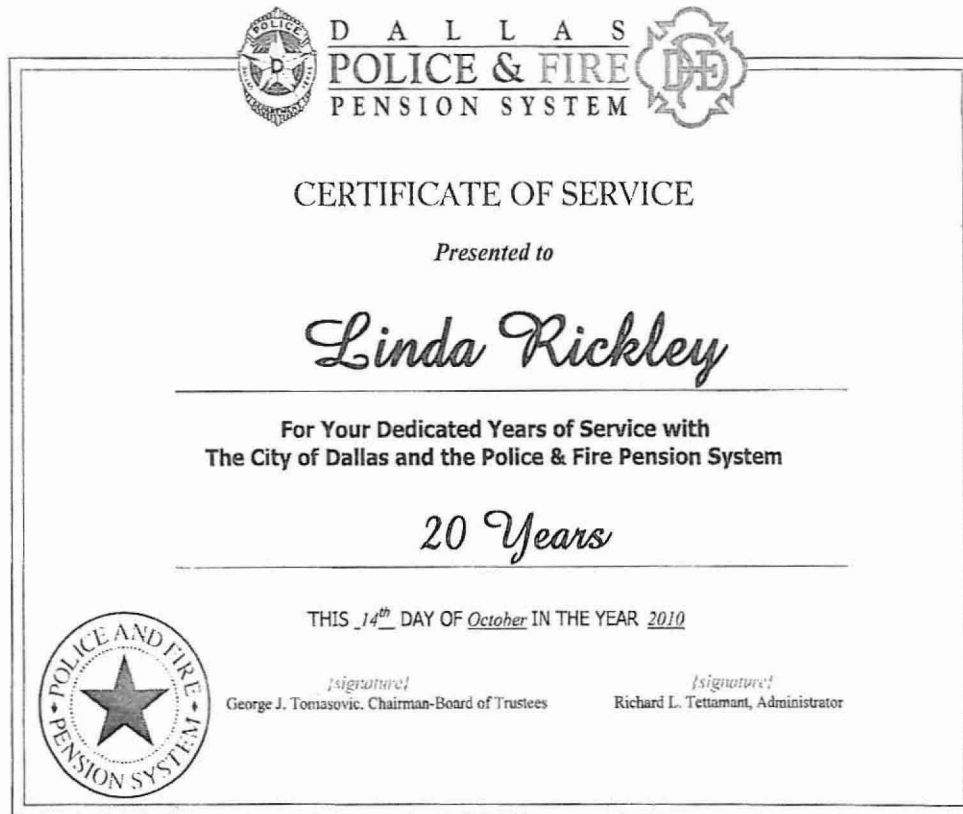 POLICE
D
DALLAS
POLICE & FIRE
PENSION SYSTEM
DFD
CERTIFICATE OF SERVICE
Presented to
Linda Rickley
For Your Dedicated Years of Service with
The City of Dallas and the Police & Fire Pension System
20 Years
THIS 14th DAY OF October IN THE YEAR 2010
{signature} {signature}
George J. Tomasovic, Chairman-Board of Trustees Richard L. Tettamant, Administrator
POLICE AND FIRE
PENSION SYSTEM